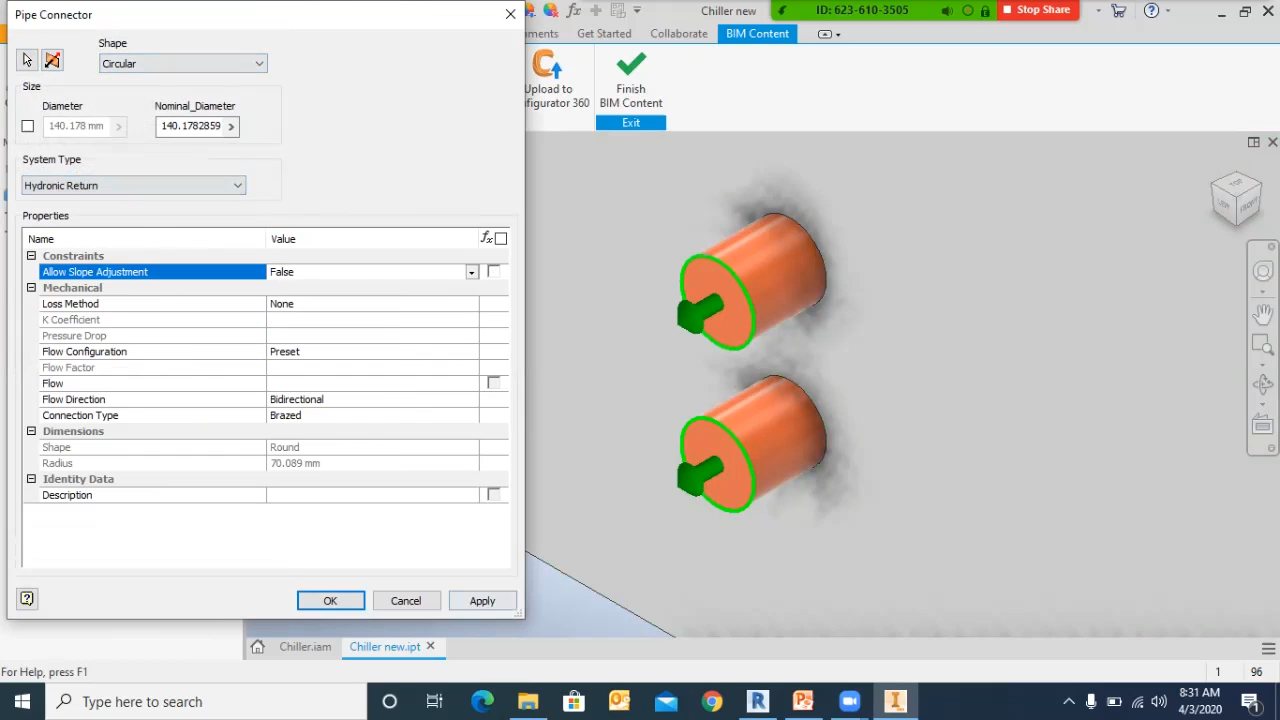 Pipe Connector
Chiller new
ID: 623-610-3505
Stop Share
Get Started
Collaborate
BIM Content
Shape
Circular
Upload to
Finish
BIM Content
Exit
Size
Diameter
Nominal_Diameter
140.178 mm
140.1782859
System Type
Hydronic Return
TOP
LEFT
FRONT
Properties
Name Value fx
Constraints
Allow Slope Adjustment False
Mechanical
Loss Method None
K Coefficient
Pressure Drop
Flow Configuration Preset
Flow Factor
Flow
Flow Direction Bidirectional
Connection Type Brazed
Dimensions
Shape Round
Radius 70.089 mm
Identity Data
Description
OK Cancel Apply
Chiller.iam Chiller new.ipt
For Help, press F1
1 96
Type here to search
8:31 AM
4/3/2020